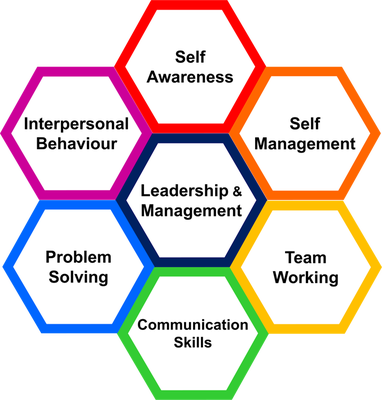 Self
Awareness
Interpersonal
Behaviour
Self
Management
Leadership &
Management
Problem
Solving
Team
Working
Communication
Skills